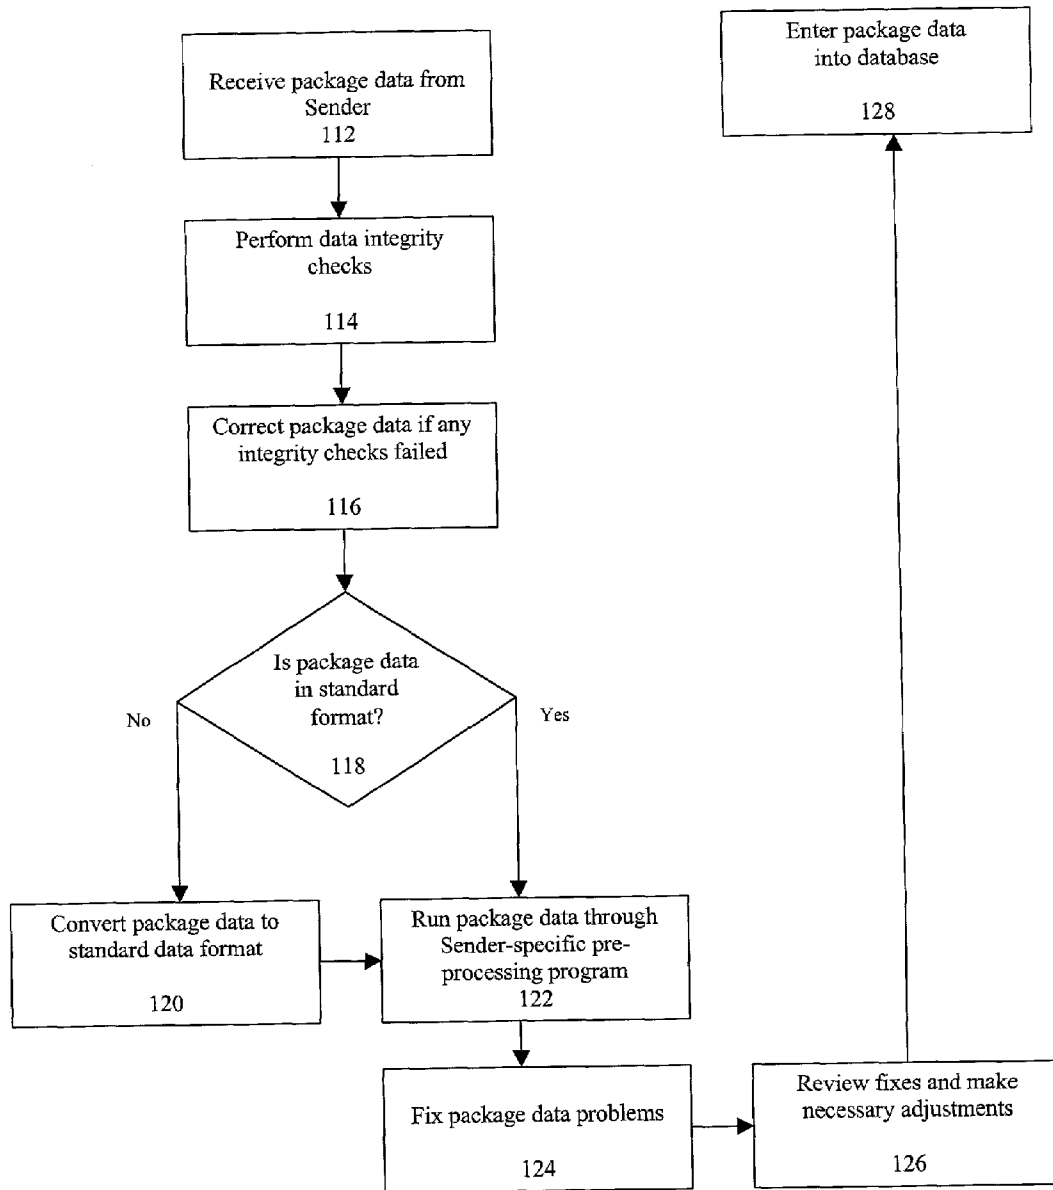 Receive package data from
Sender
112
Perform data integrity
checks
114
Correct package data if any
integrity checks failed
116
Is package data
in standard
format?
118
No
Yes
Convert package data to
standard data format
120
Run package data through
Sender-specific pre-
processing program
122
Fix package data problems
124
Review fixes and make
necessary adjustments
126
Enter package data
into database
128